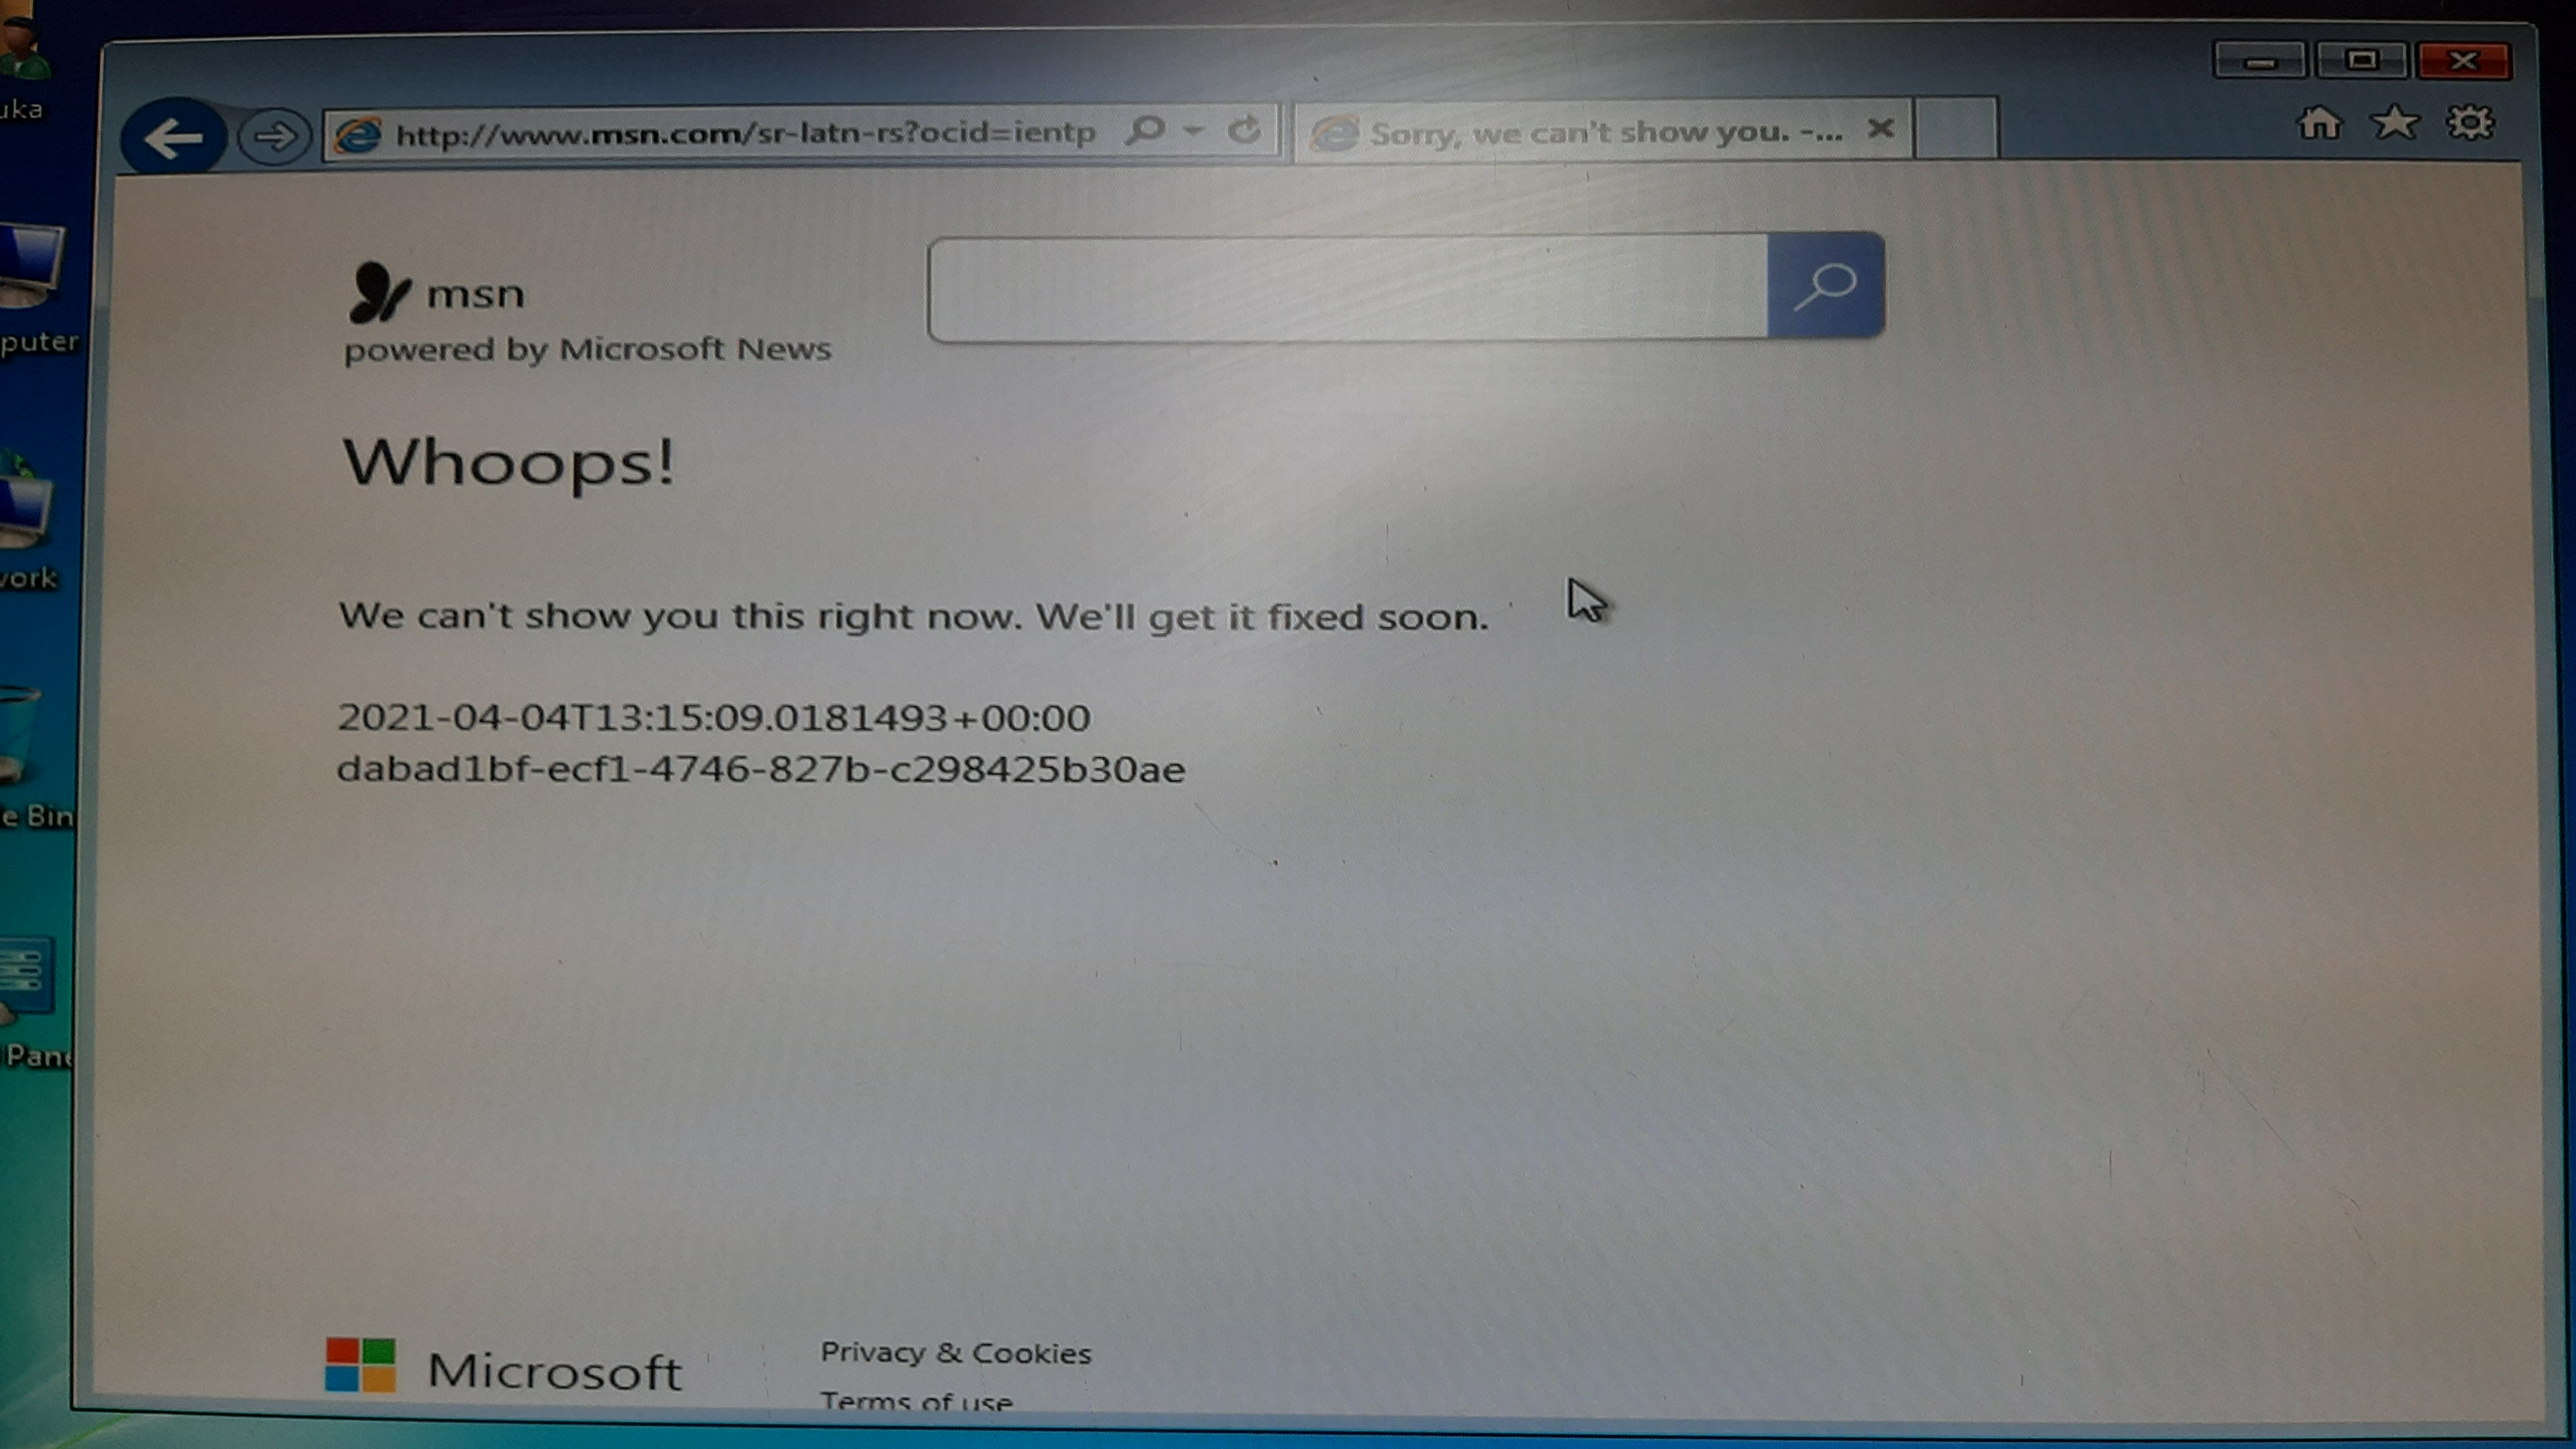 http://www.msn.com/sr-latn-rs?ocid=ientp
Sorry, we can't show you. -...
uka
msn
powered by Microsoft News
puter
Whoops!
work
We can't show you this right now. We'll get it fixed soon.
2021-04-04T13:15:09.0181493+00:00
dabad1bf-ecf1-4746-827b-c298425b30ae
e Bin
Pane
Microsoft
Privacy & Cookies
Terms of use